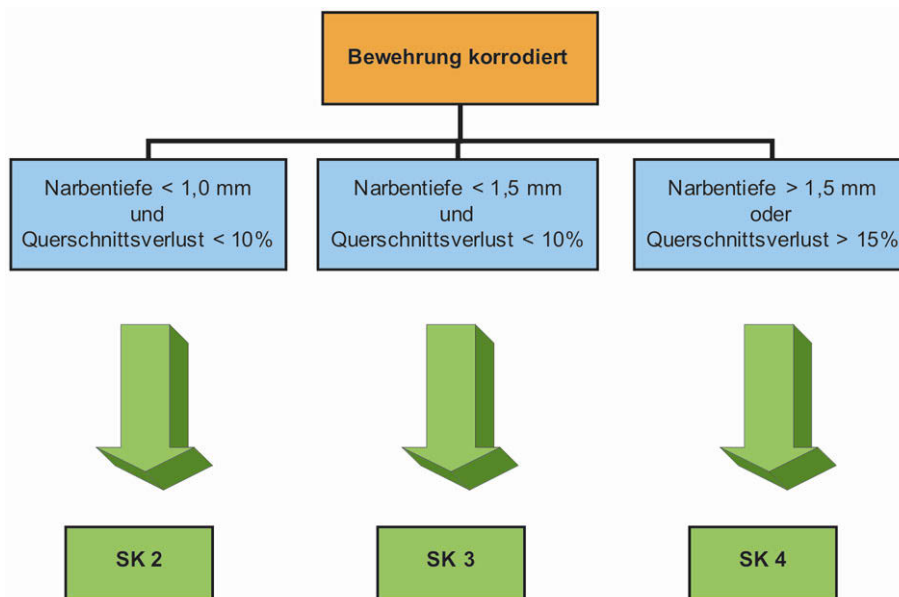 Bewehrung korrodiert
Narbentiefe < 1,0 mm
und
Querschnittsverlust < 10%
Narbentiefe < 1,5 mm
und
Querschnittsverlust < 10%
Narbentiefe > 1,5 mm
oder
Querschnittsverlust > 15%
SK 2
SK 3
SK 4